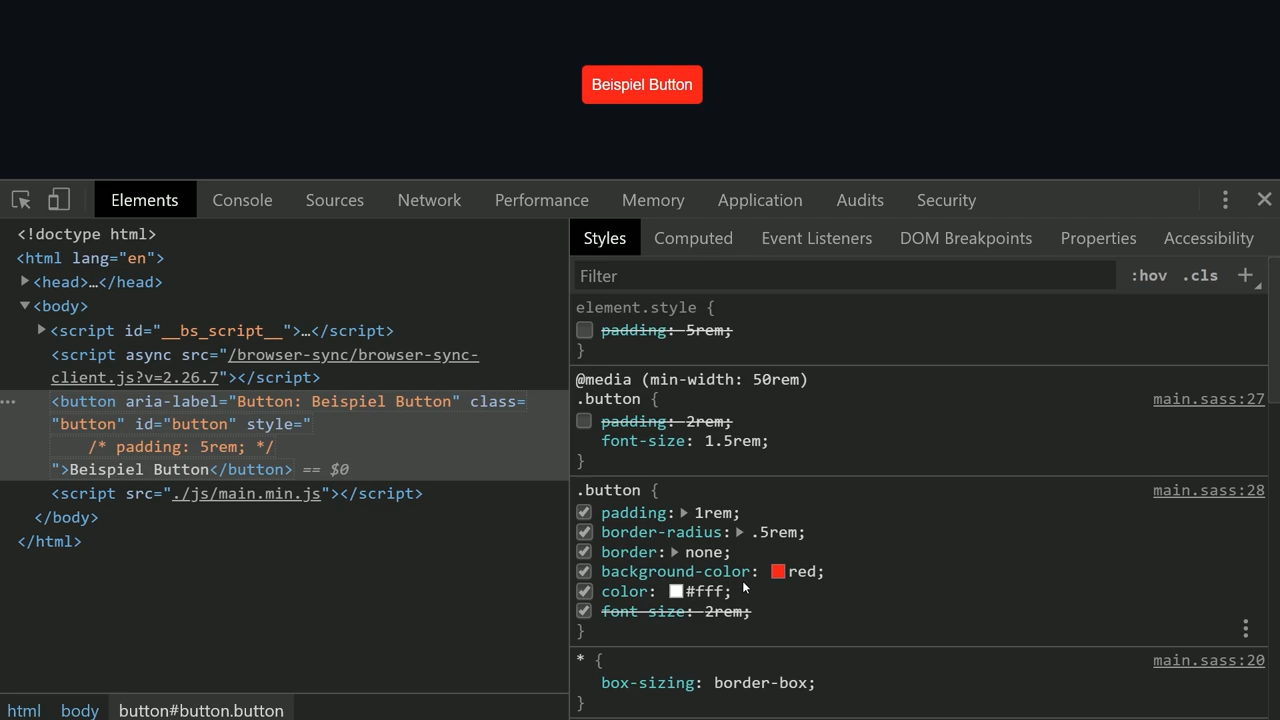 Beispiel Button
Elements Console Sources Network Performance Memory Application Audits Security
<!doctype html>
<html lang="en">
<head>…</head>
<body>
<script id="__bs_script__">…</script>
<script async src="/browser-sync/browser-sync-
client.js?v=2.26.7"></script>
<button aria-label="Button: Beispiel Button" class=
"button" id="button" style="
/* padding: 5rem; */
">Beispiel Button</button> == $0
<script src="./js/main.min.js"></script>
</body>
</html>
html body button#button.button
Styles Computed Event Listeners DOM Breakpoints Properties Accessibility
Filter :hov .cls +
element.style {
padding: 5rem;
}
@media (min-width: 50rem)
.button { main.sass:27
padding: 2rem;
font-size: 1.5rem;
}
.button { main.sass:28
padding: 1rem;
border-radius: .5rem;
border: none;
background-color: red;
color: #fff;
font-size: 2rem;
}
* { main.sass:20
box-sizing: border-box;
}